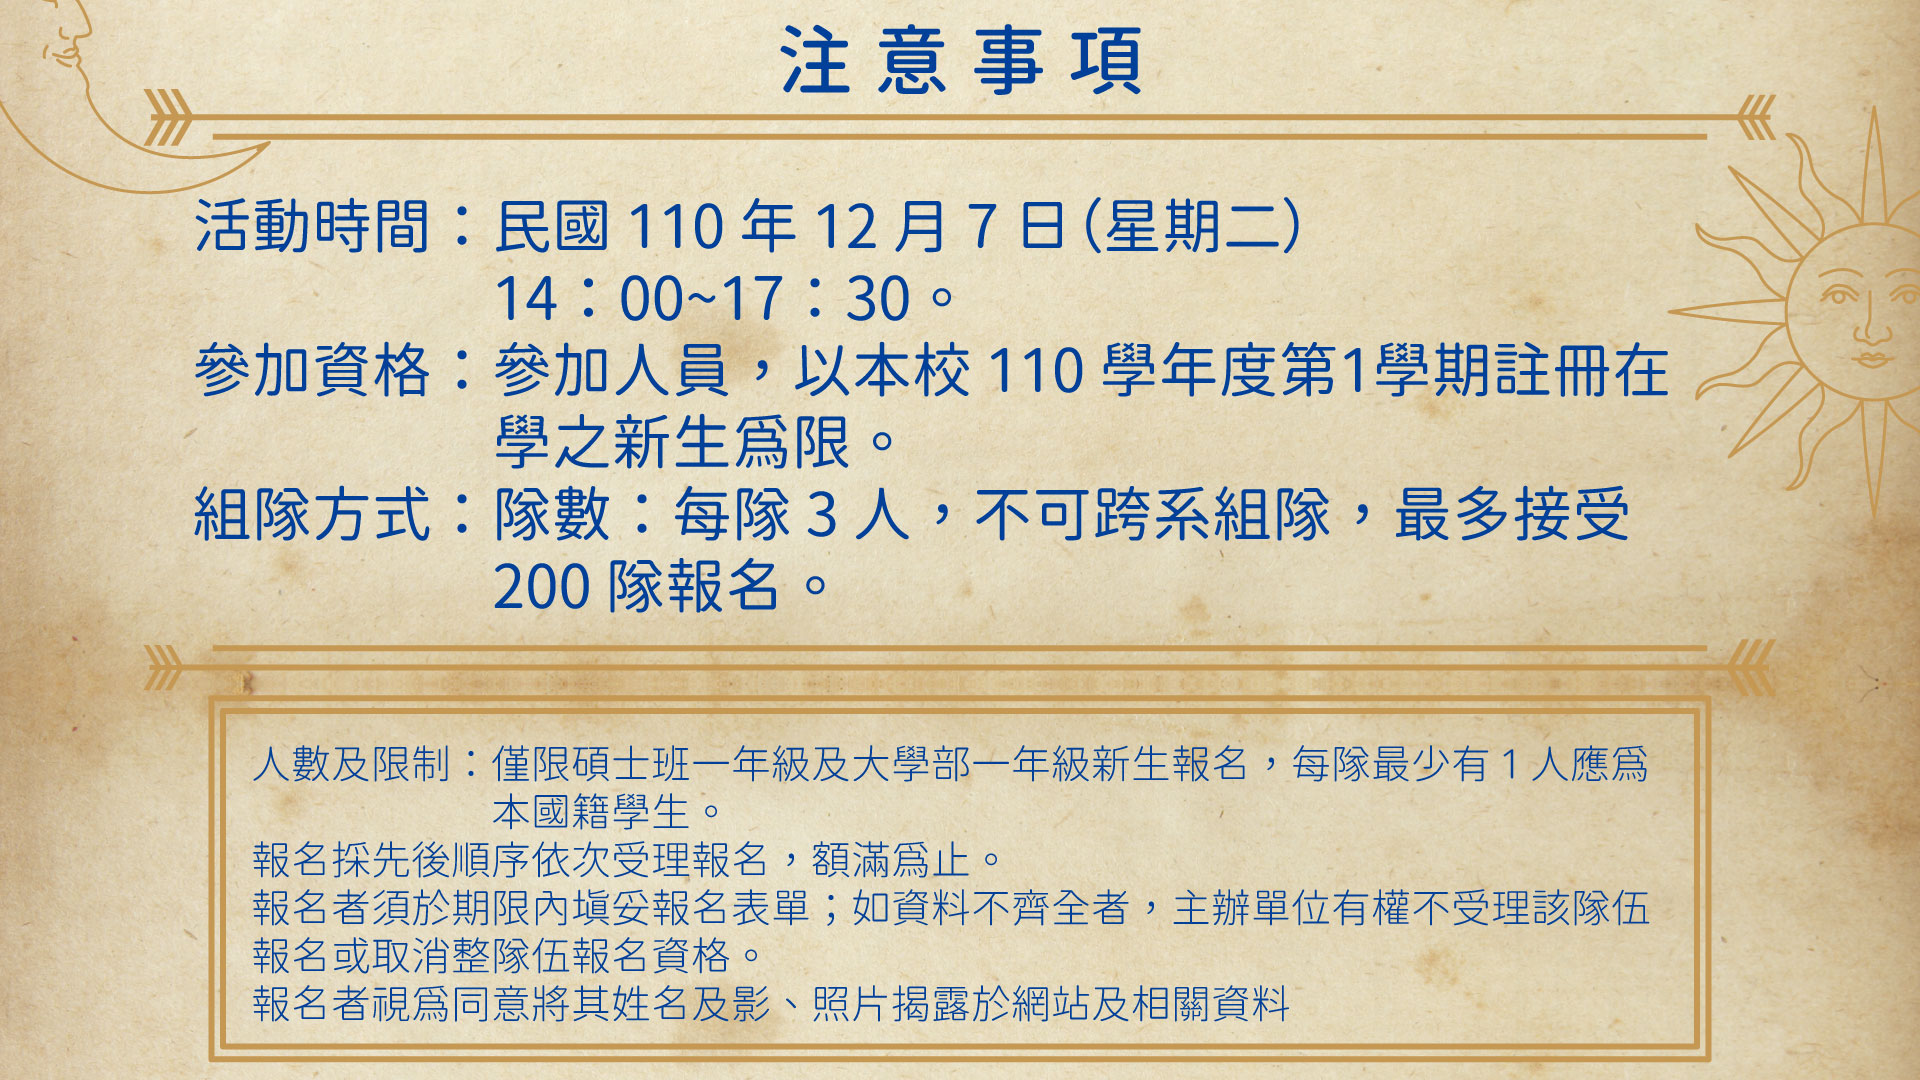 注意事項
活動時間：民國 110 年 12 月 7 日(星期二)
14：00~17：30。
參加資格：參加人員，以本校 110 學年度第1學期註冊在
學之新生為限。
組隊方式：隊數：每隊 3 人，不可跨系組隊，最多接受
200 隊報名。
人數及限制：僅限碩士班一年級及大學部一年級新生報名，每隊最少有 1 人應為
本國籍學生。
報名採先後順序依次受理報名，額滿為止。
報名者須於期限內填妥報名表單；如資料不齊全者，主辦單位有權不受理該隊伍
報名或取消整隊伍報名資格。
報名者視為同意將其姓名及影、照片揭露於網站及相關資料